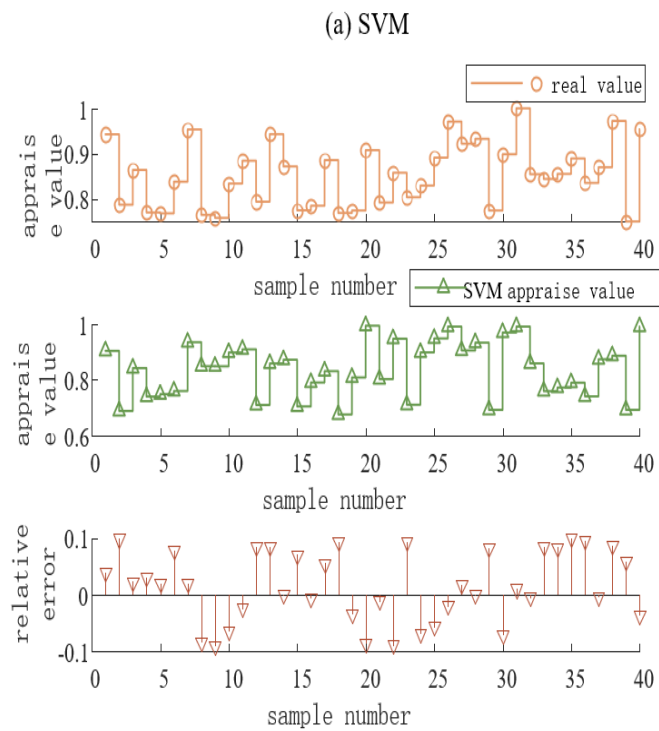 (a) SVM
real value
1
0.9
0.8
apprais
e value
0 5 10 15 20 25 30 35 40
sample number
SVM appraise value
1
0.8
0.6
apprais
e value
0 5 10 15 20 25 30 35 40
sample number
0.1
0
-0.1
relative
error
0 5 10 15 20 25 30 35 40
sample number